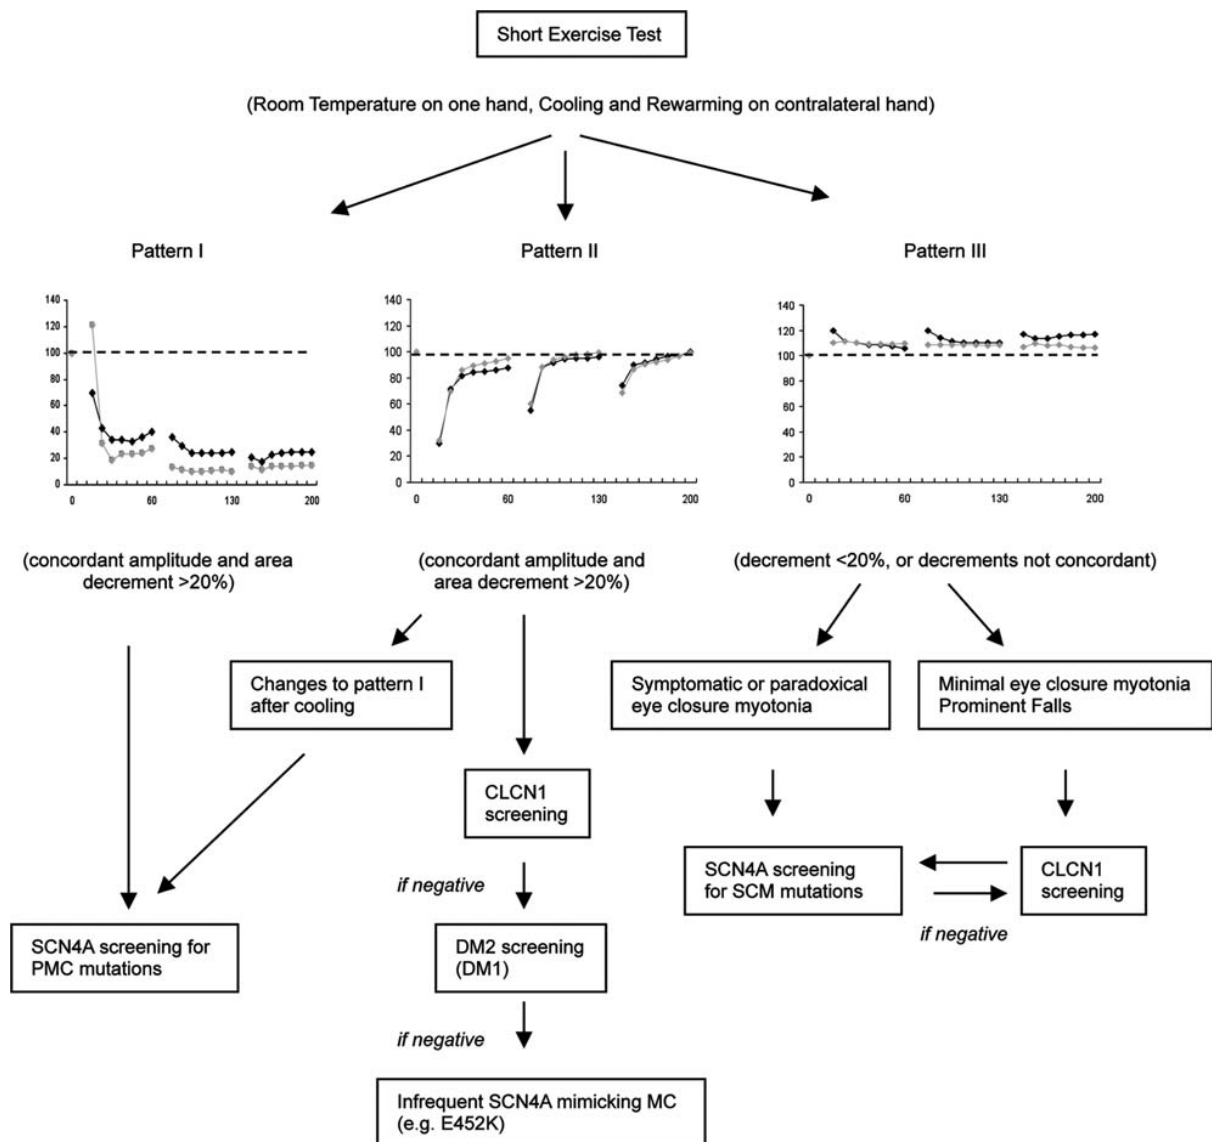 Short Exercise Test
(Room Temperature on one hand, Cooling and Rewarming on contralateral hand)
Pattern I
Pattern II
Pattern III
140
120
100
80
60
40
20
0
0
60
130
200
140
120
100
80
60
40
20
0
0
60
130
200
140
120
100
80
60
40
20
0
0
60
130
200
(concordant amplitude and area
decrement >20%)
(concordant amplitude and
area decrement >20%)
(decrement <20%, or decrements not concordant)
Changes to pattern I
after cooling
Symptomatic or paradoxical
eye closure myotonia
Minimal eye closure myotonia
Prominent Falls
CLCN1
screening
SCN4A screening
for SCM mutations
CLCN1
screening
if negative
if negative
SCN4A screening for
PMC mutations
DM2 screening
(DM1)
if negative
Infrequent SCN4A mimicking MC
(e.g. E452K)